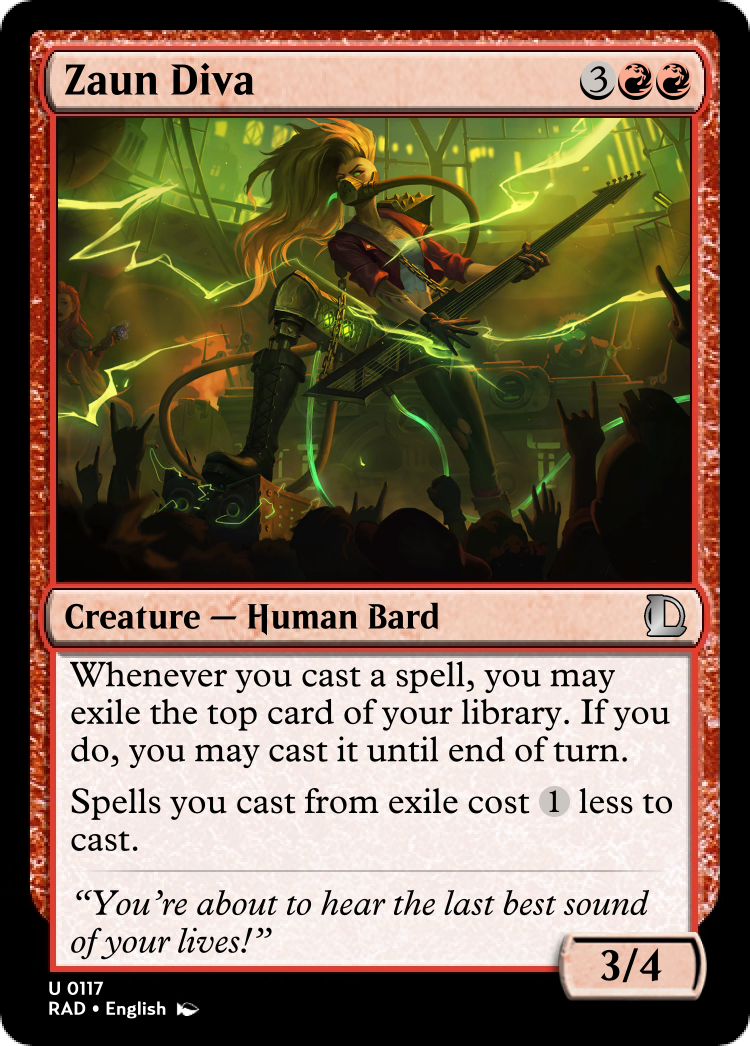 Zaun Diva 3
Creature — Human Bard
Whenever you cast a spell, you may
exile the top card of your library. If you
do, you may cast it until end of turn.
Spells you cast from exile cost 1 less to
cast.
“You’re about to hear the last best sound
of your lives!”
3/4
U 0117
RAD • English